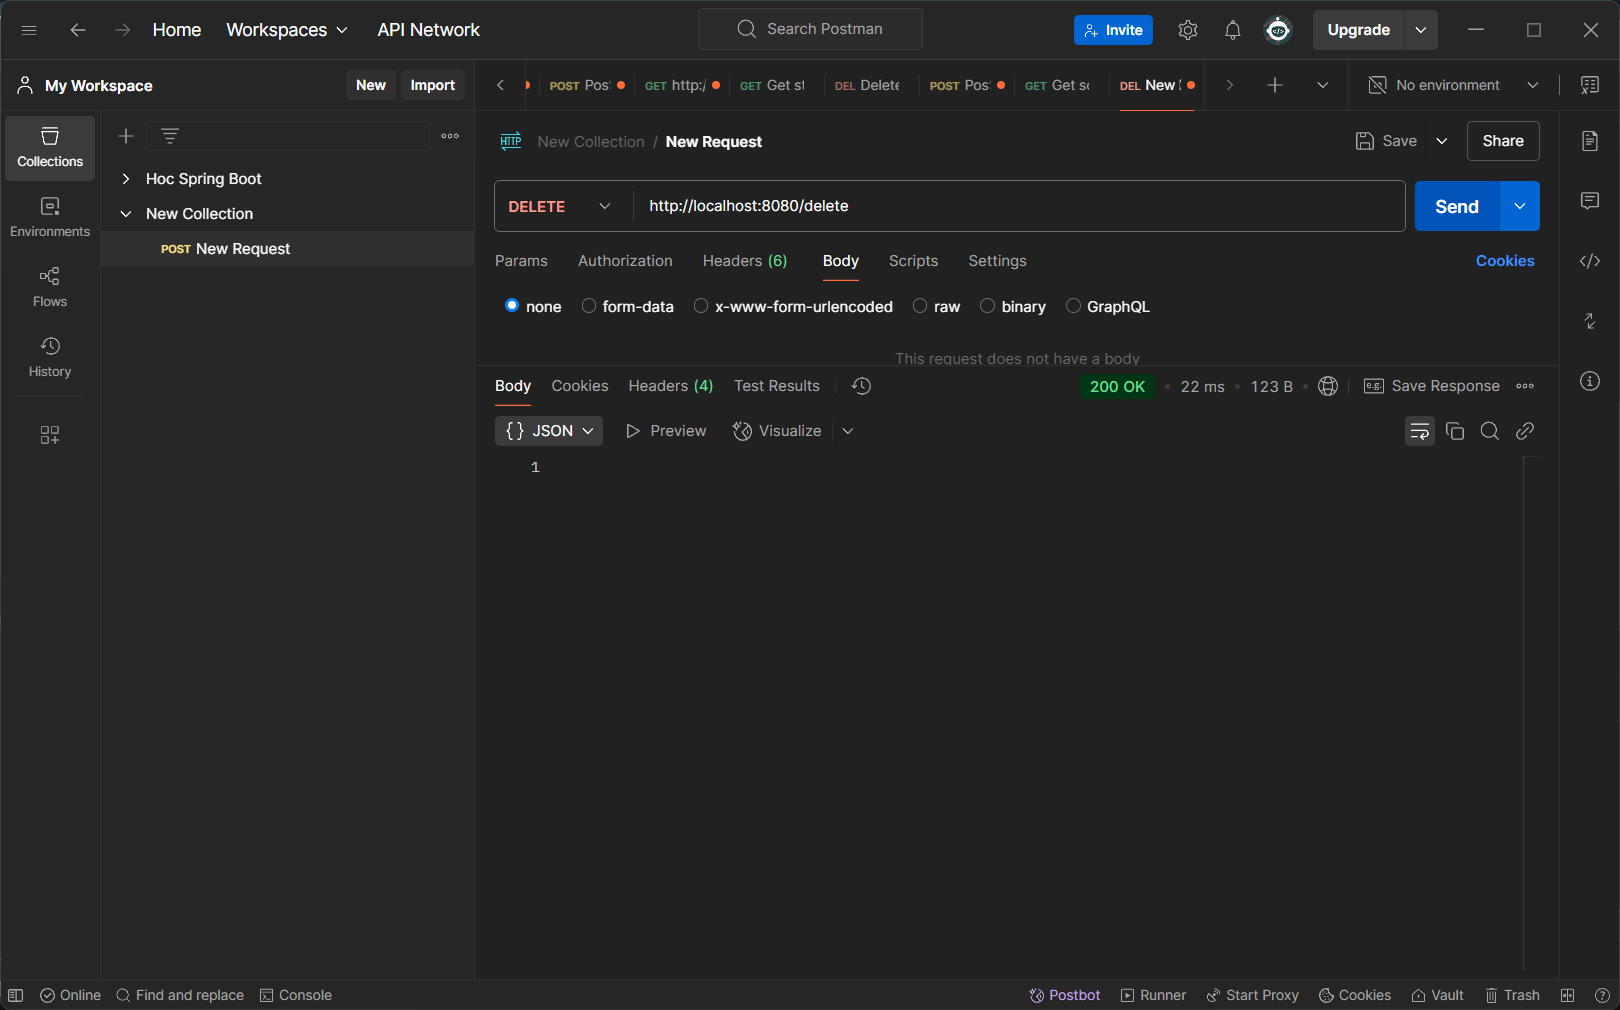 Home Workspaces API Network Search Postman Invite Upgrade
My Workspace New Import
POST Pos GET http:/ GET Get st DEL Delete POST Pos GET Get sc DEL New No environment
Collections
Environments
Flows
History
Hoc Spring Boot
New Collection
POST New Request
HTTP New Collection / New Request Save Share
DELETE http://localhost:8080/delete Send
Params Authorization Headers (6) Body Scripts Settings Cookies
none form-data x-www-form-urlencoded raw binary GraphQL
This request does not have a body
Body Cookies Headers (4) Test Results 200 OK • 22 ms • 123 B • e.g. Save Response
{} JSON Preview Visualize
1
Online Find and replace Console Postbot Runner Start Proxy Cookies Vault Trash